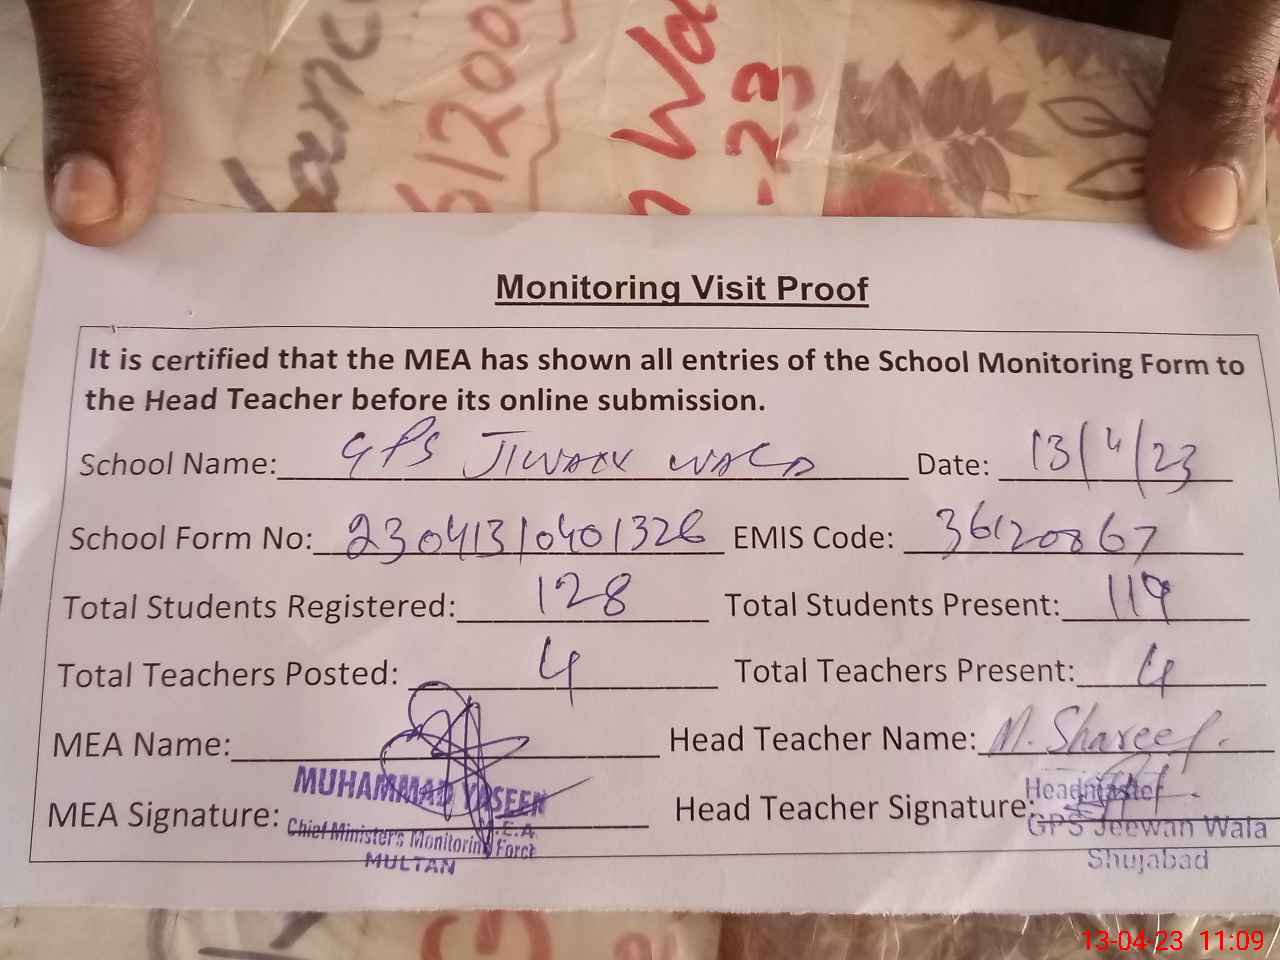 61200
-23
Monitoring Visit Proof
It is certified that the MEA has shown all entries of the School Monitoring Form to
the Head Teacher before its online submission.
School Name: GPS JIWAN WALA Date: 13/4/23
School Form No: 23041310401326 EMIS Code: 36120867
Total Students Registered: 128 Total Students Present: 119
Total Teachers Posted: 4 Total Teachers Present: 4
MEA Name: Head Teacher Name: M. Shareef.
MEA Signature: Head Teacher Signature:
MUHAMMAD YASEEN
M.E.A
Chief Minister's Monitoring Force
MULTAN
Headmaster
GPS Jeewan Wala
Shujabad
13-04-23 11:09